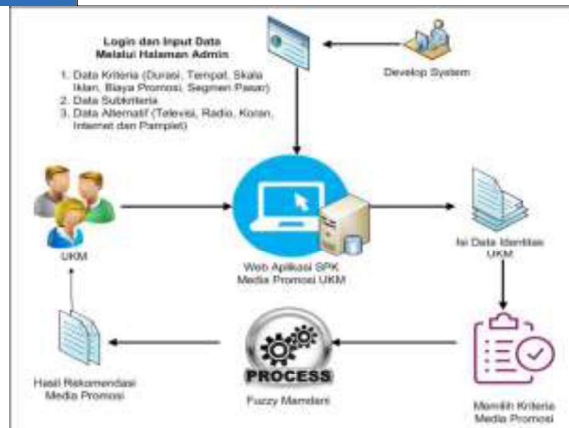 Login dan Input Data
Melalui Halaman Admin
1. Data Kriteria (Durasi, Tempat, Skala
Iklan, Biaya Promosi, Segmen Pasar)
2. Data Subkriteria
3. Data Alternatif (Televisi, Radio, Koran,
Internet dan Pamplet)
Develop System
UKM
Web Aplikasi SPK
Media Promosi UKM
Isi Data Identitas
UKM
Hasil Rekomendasi
Media Promosi
PROCESS
Fuzzy Mamdani
Memilih Kriteria
Media Promosi